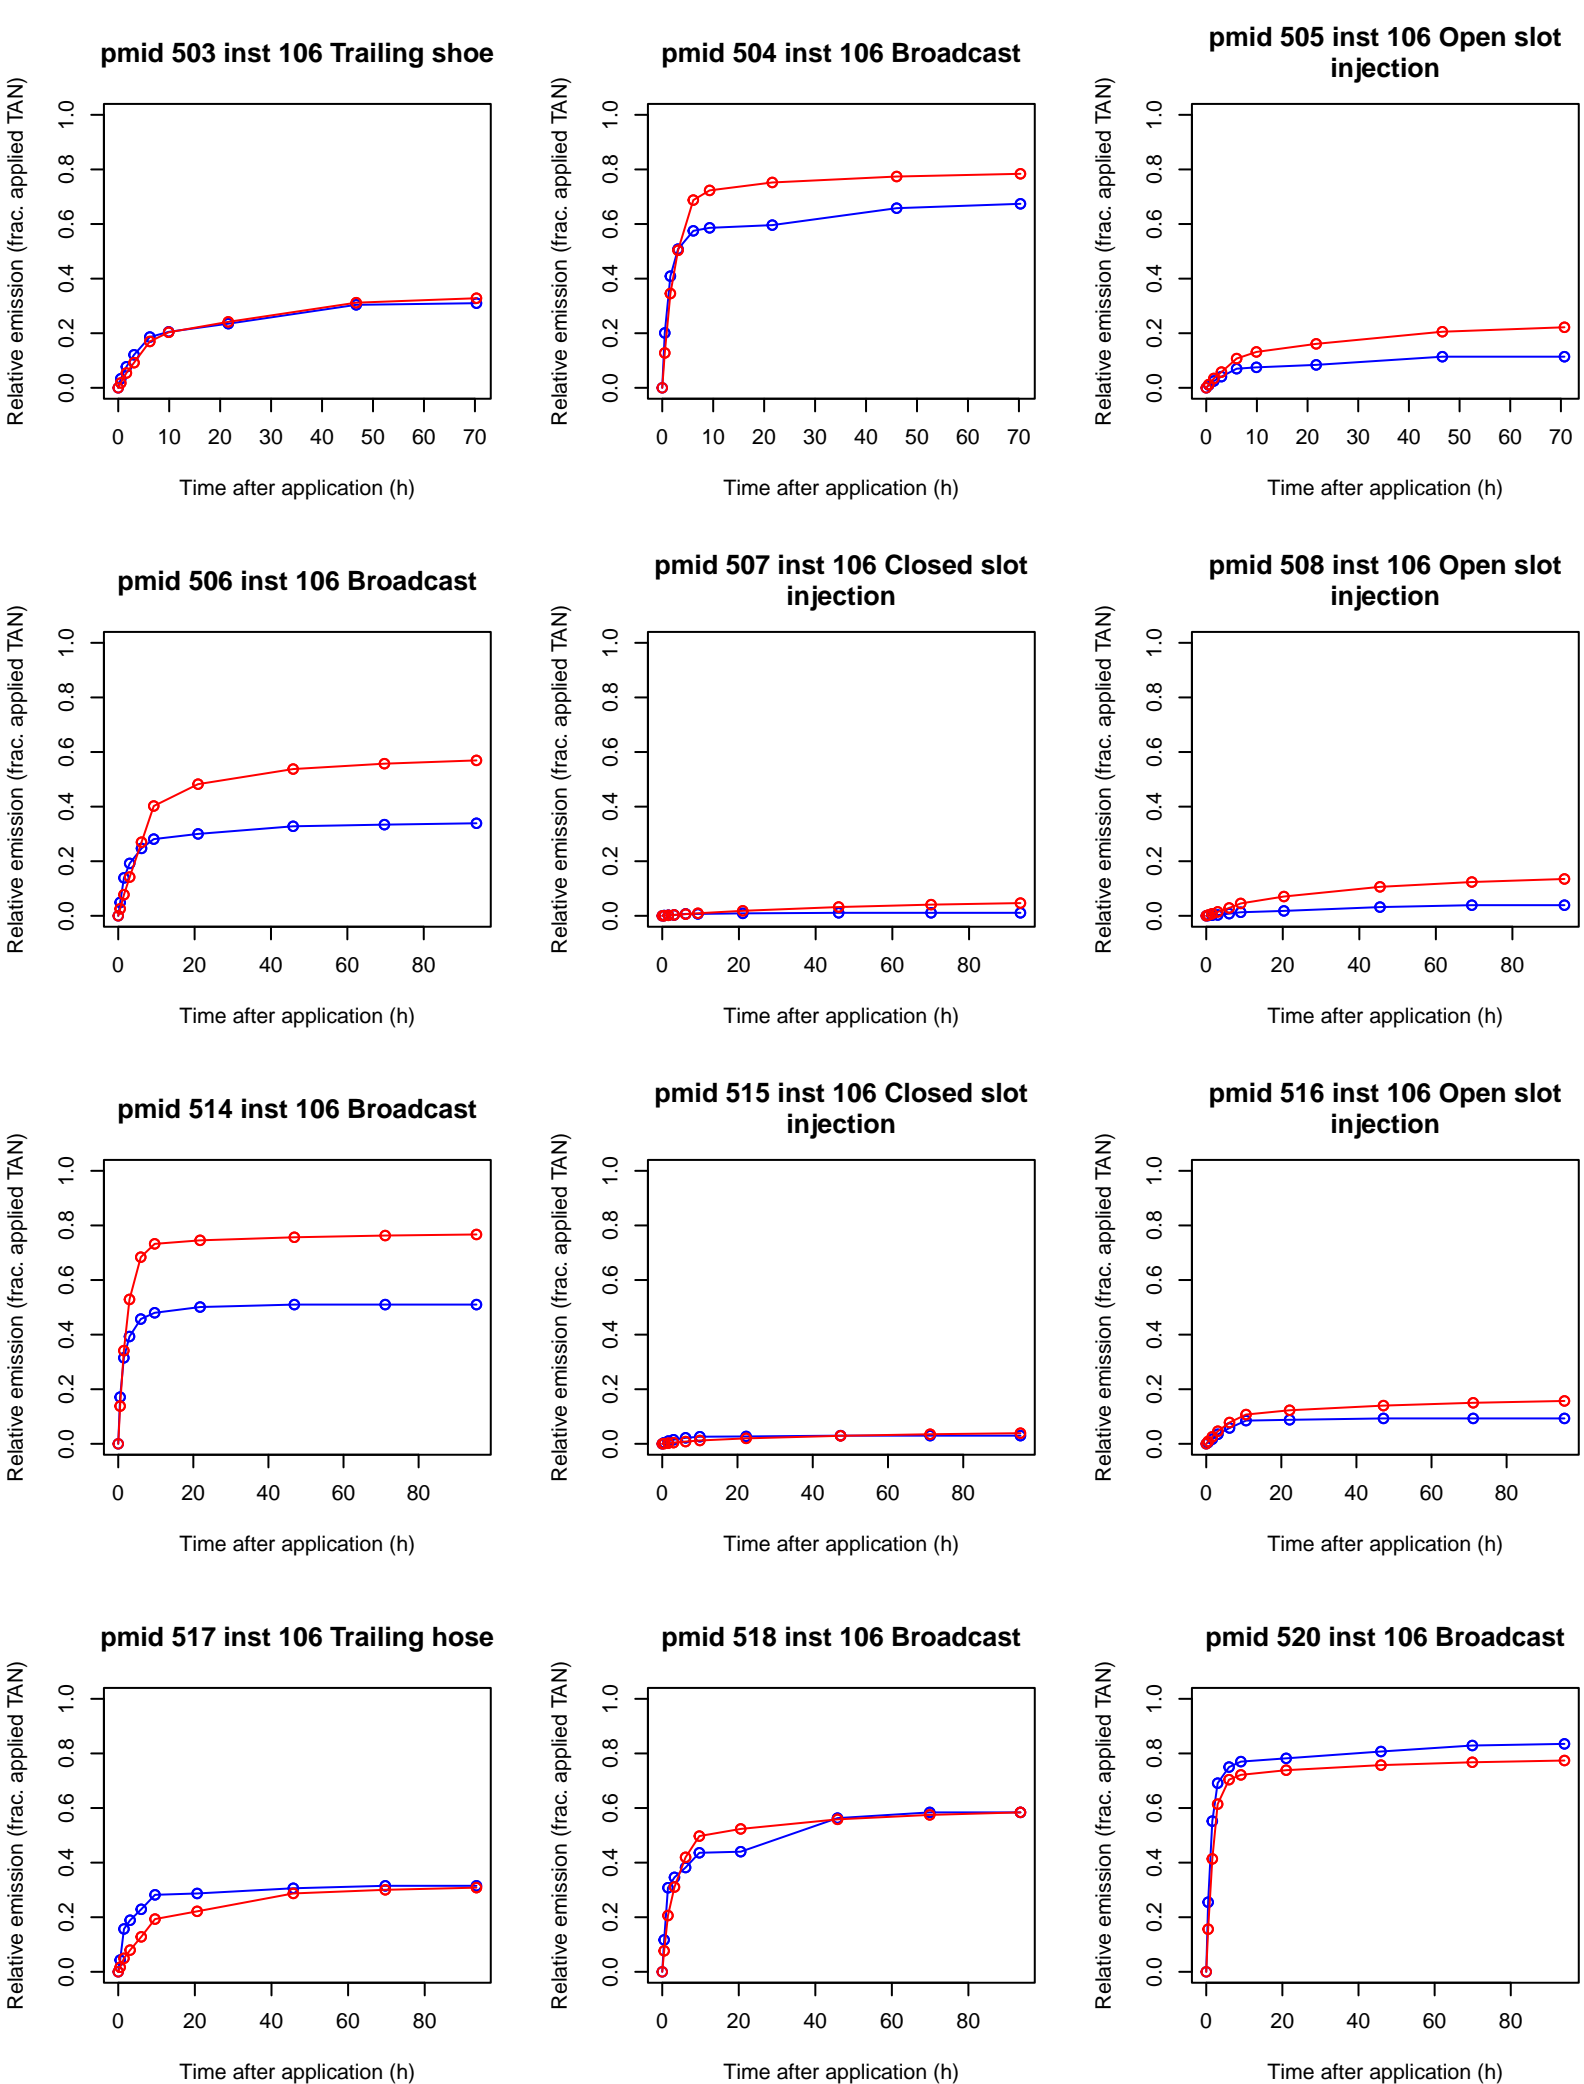 pmid 503 inst 106 Trailing shoe
Relative emission (frac. applied TAN)
1.0
0.8
0.6
0.4
0.2
0.0
0 10 20 30 40 50 60 70
Time after application (h)
pmid 504 inst 106 Broadcast
Relative emission (frac. applied TAN)
1.0
0.8
0.6
0.4
0.2
0.0
0 10 20 30 40 50 60 70
Time after application (h)
pmid 505 inst 106 Open slot
injection
Relative emission (frac. applied TAN)
1.0
0.8
0.6
0.4
0.2
0.0
0 10 20 30 40 50 60 70
Time after application (h)
pmid 506 inst 106 Broadcast
Relative emission (frac. applied TAN)
1.0
0.8
0.6
0.4
0.2
0.0
0 20 40 60 80
Time after application (h)
pmid 507 inst 106 Closed slot
injection
Relative emission (frac. applied TAN)
1.0
0.8
0.6
0.4
0.2
0.0
0 20 40 60 80
Time after application (h)
pmid 508 inst 106 Open slot
injection
Relative emission (frac. applied TAN)
1.0
0.8
0.6
0.4
0.2
0.0
0 20 40 60 80
Time after application (h)
pmid 514 inst 106 Broadcast
Relative emission (frac. applied TAN)
1.0
0.8
0.6
0.4
0.2
0.0
0 20 40 60 80
Time after application (h)
pmid 515 inst 106 Closed slot
injection
Relative emission (frac. applied TAN)
1.0
0.8
0.6
0.4
0.2
0.0
0 20 40 60 80
Time after application (h)
pmid 516 inst 106 Open slot
injection
Relative emission (frac. applied TAN)
1.0
0.8
0.6
0.4
0.2
0.0
0 20 40 60 80
Time after application (h)
pmid 517 inst 106 Trailing hose
Relative emission (frac. applied TAN)
1.0
0.8
0.6
0.4
0.2
0.0
0 20 40 60 80
Time after application (h)
pmid 518 inst 106 Broadcast
Relative emission (frac. applied TAN)
1.0
0.8
0.6
0.4
0.2
0.0
0 20 40 60 80
Time after application (h)
pmid 520 inst 106 Broadcast
Relative emission (frac. applied TAN)
1.0
0.8
0.6
0.4
0.2
0.0
0 20 40 60 80
Time after application (h)